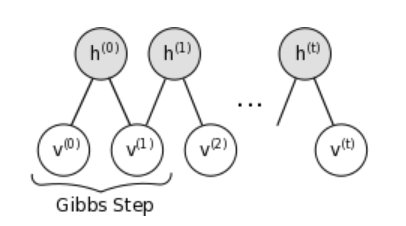 h⁽⁰⁾ h⁽¹⁾ h⁽ᵗ⁾
...
v⁽⁰⁾ v⁽¹⁾ v⁽²⁾ v⁽ᵗ⁾
Gibbs Step